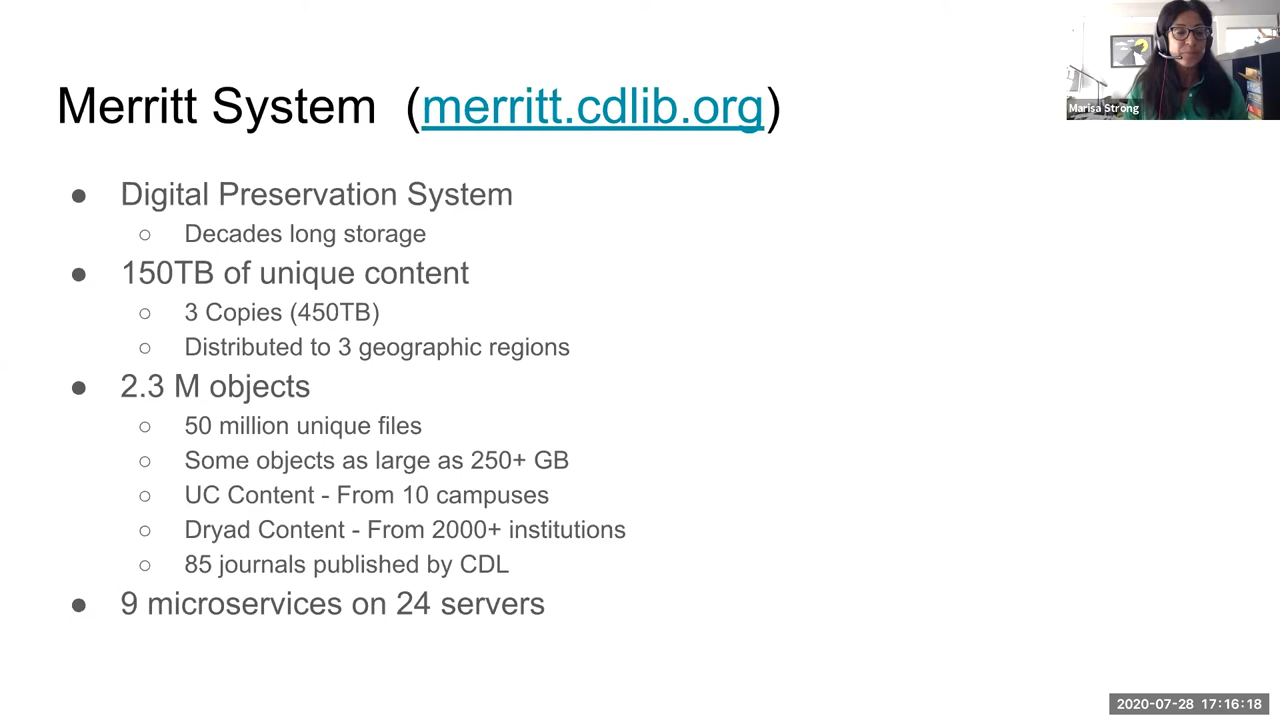 Merritt System (merritt.cdlib.org)
Marisa Strong
● Digital Preservation System
○ Decades long storage
● 150TB of unique content
○ 3 Copies (450TB)
○ Distributed to 3 geographic regions
● 2.3 M objects
○ 50 million unique files
○ Some objects as large as 250+ GB
○ UC Content - From 10 campuses
○ Dryad Content - From 2000+ institutions
○ 85 journals published by CDL
● 9 microservices on 24 servers
2020-07-28 17:16:18